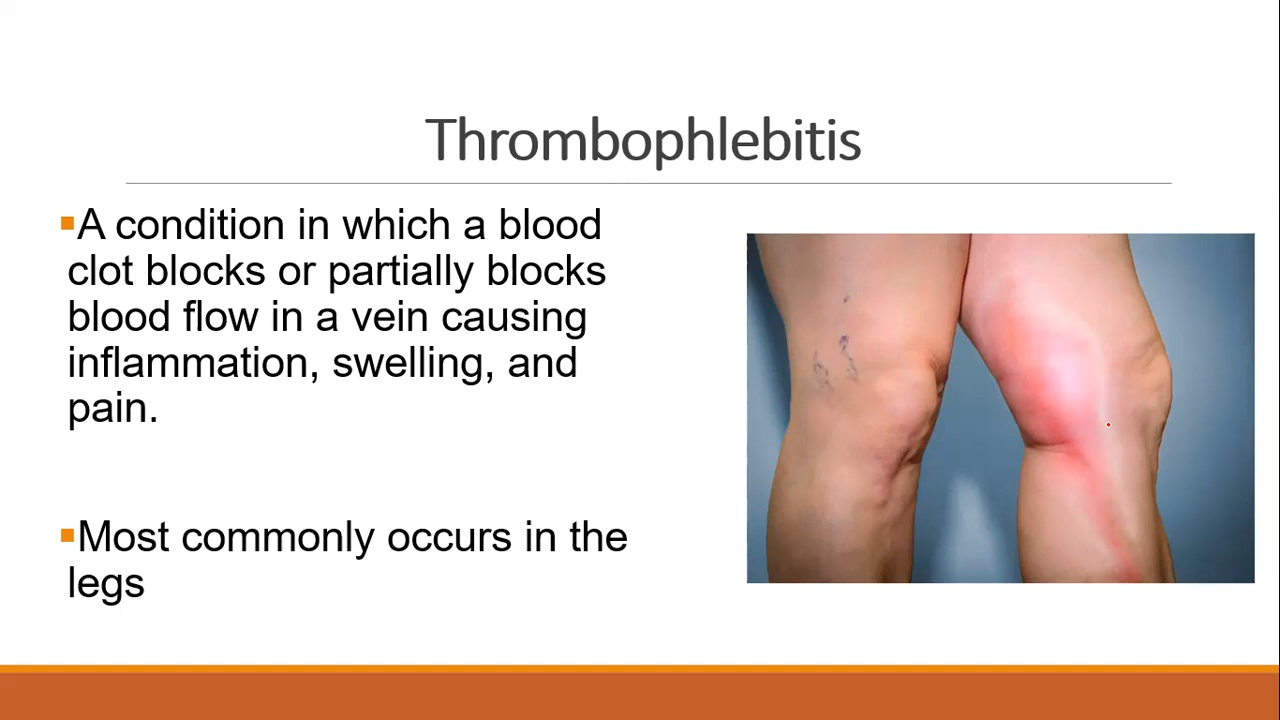 Thrombophlebitis
A condition in which a blood
clot blocks or partially blocks
blood flow in a vein causing
inflammation, swelling, and
pain.
Most commonly occurs in the
legs